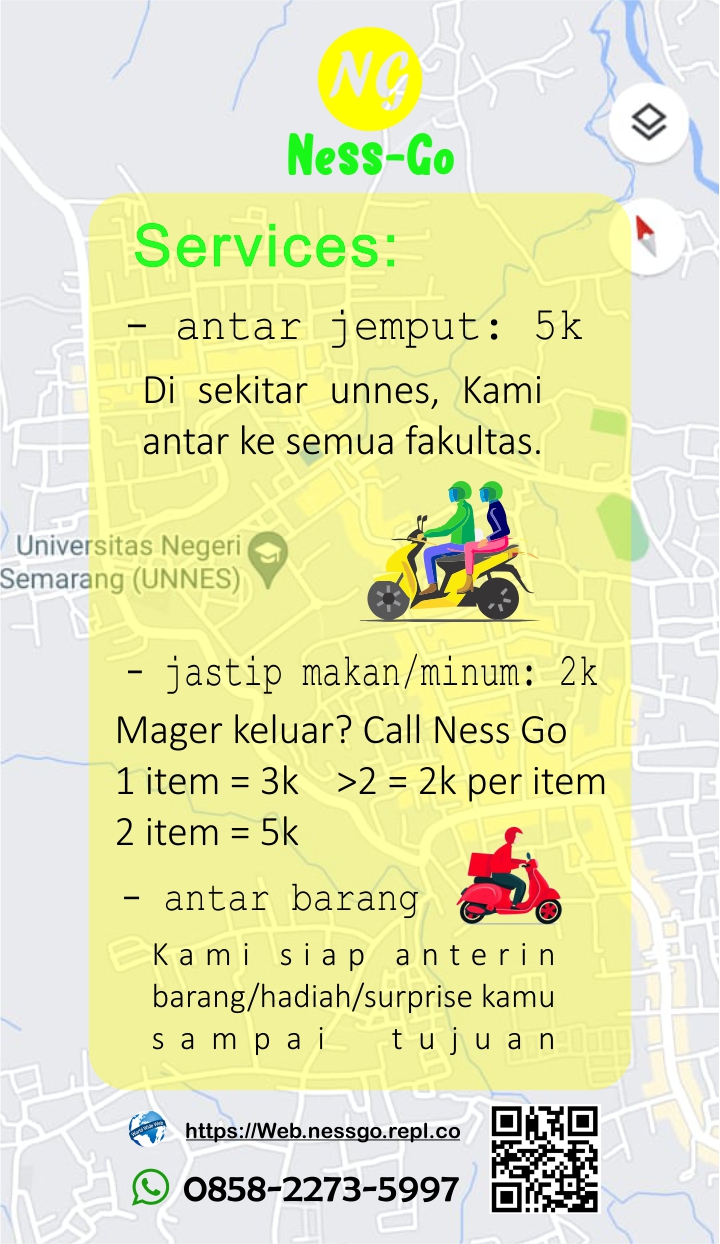 NG
Ness-Go
Services:
- antar jemput: 5k
Di sekitar unnes, Kami
antar ke semua fakultas.
Universitas Negeri
Semarang (UNNES)
- jastip makan/minum: 2k
Mager keluar? Call Ness Go
1 item = 3k >2 = 2k per item
2 item = 5k
- antar barang
Kami siap anterin
barang/hadiah/surprise kamu
sampai tujuan
World Wide Web
https://Web.nessgo.repl.co
0858-2273-5997